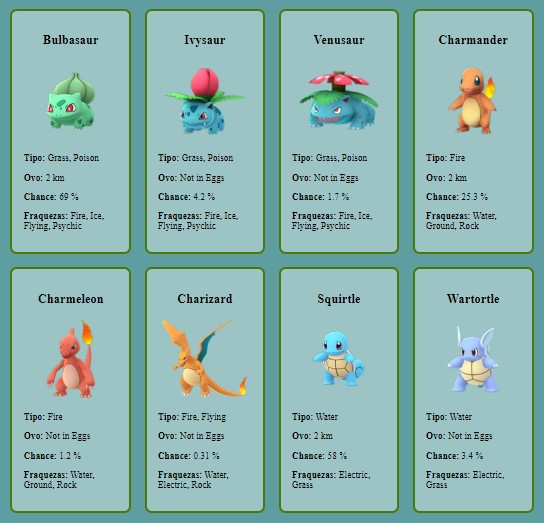 Bulbasaur
Tipo: Grass, Poison
Ovo: 2 km
Chance: 69 %
Fraquezas: Fire, Ice,
Flying, Psychic
Ivysaur
Tipo: Grass, Poison
Ovo: Not in Eggs
Chance: 4.2 %
Fraquezas: Fire, Ice,
Flying, Psychic
Venusaur
Tipo: Grass, Poison
Ovo: Not in Eggs
Chance: 1.7 %
Fraquezas: Fire, Ice,
Flying, Psychic
Charmander
Tipo: Fire
Ovo: 2 km
Chance: 25.3 %
Fraquezas: Water,
Ground, Rock
Charmeleon
Tipo: Fire
Ovo: Not in Eggs
Chance: 1.2 %
Fraquezas: Water,
Ground, Rock
Charizard
Tipo: Fire, Flying
Ovo: Not in Eggs
Chance: 0.31 %
Fraquezas: Water,
Electric, Rock
Squirtle
Tipo: Water
Ovo: 2 km
Chance: 58 %
Fraquezas: Electric,
Grass
Wartortle
Tipo: Water
Ovo: Not in Eggs
Chance: 3.4 %
Fraquezas: Electric,
Grass